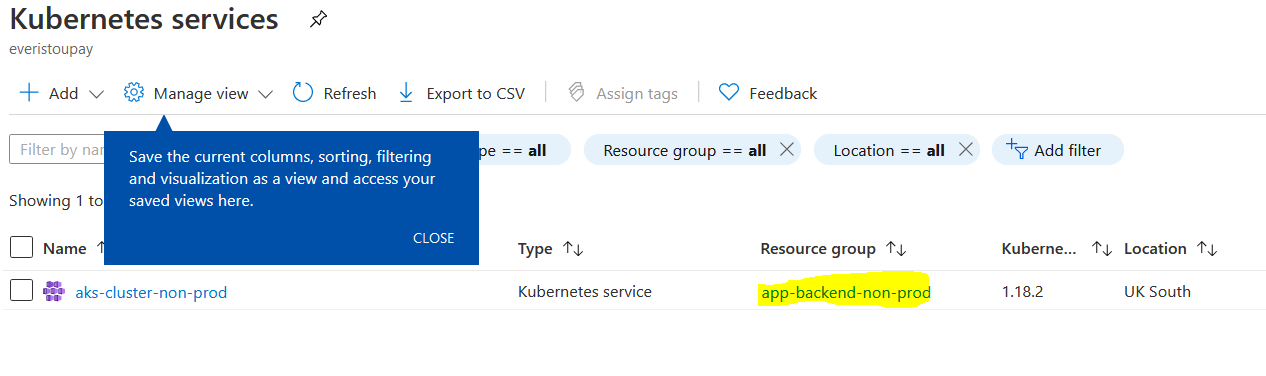 Kubernetes services
everistoupay
Add Manage view Refresh Export to CSV Assign tags Feedback
Save the current columns, sorting, filtering
and visualization as a view and access your
saved views here.
CLOSE
Filter by == all Resource group == all Location == all Add filter
Showing 1 to
Name Type Resource group Kuberne... Location
aks-cluster-non-prod Kubernetes service app-backend-non-prod 1.18.2 UK South